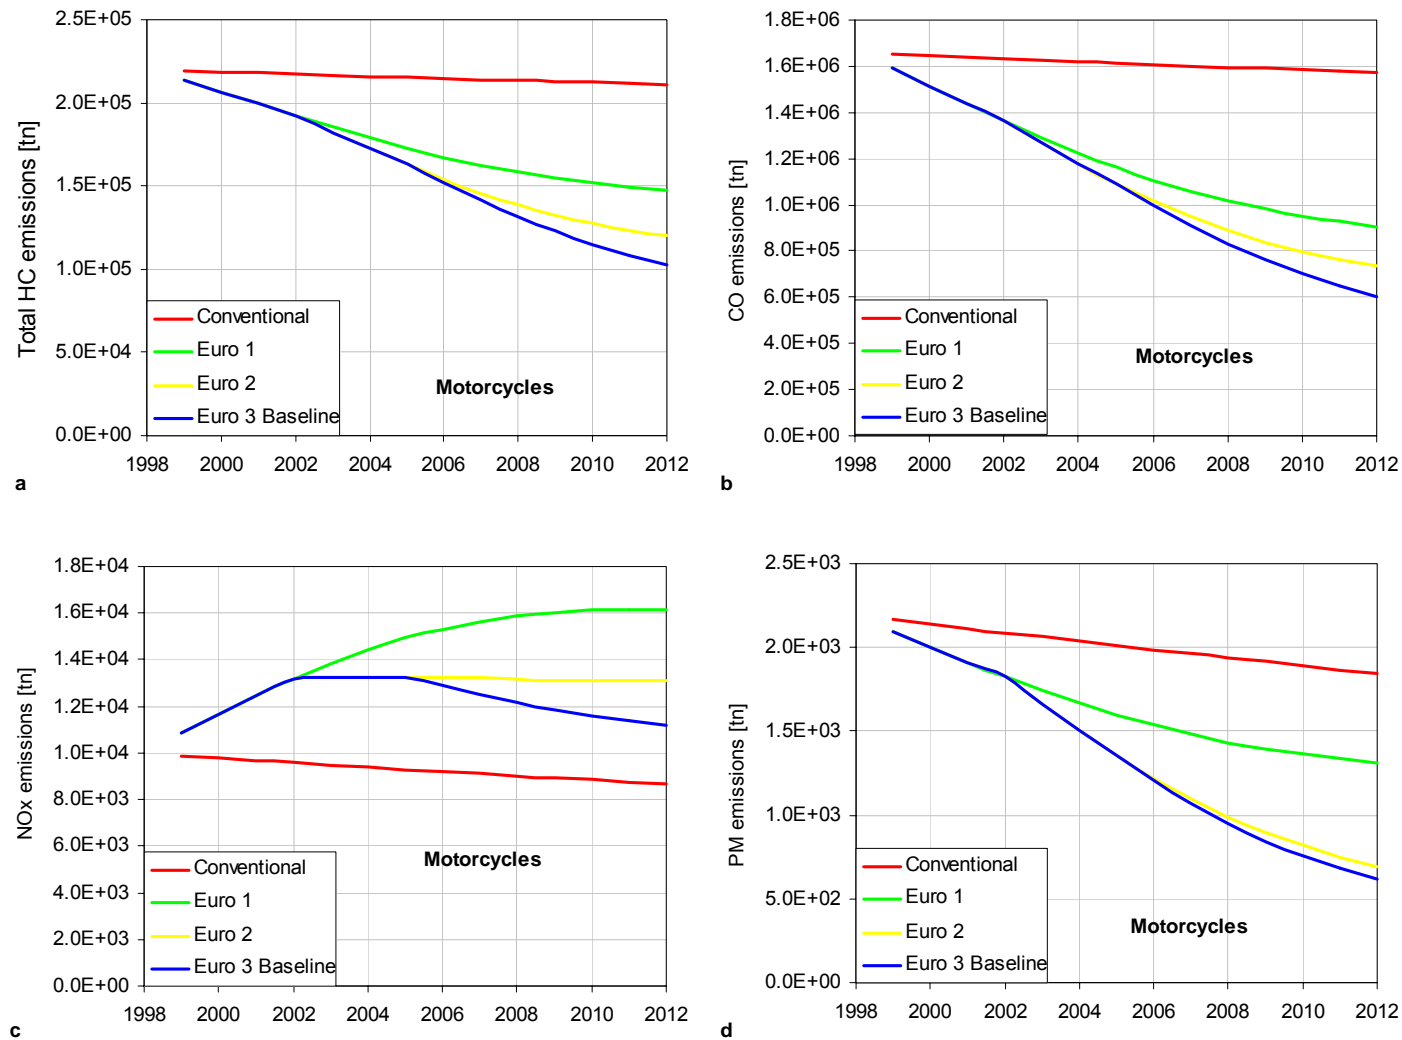 2.5E+05
2.0E+05
1.5E+05
1.0E+05
5.0E+04
0.0E+00
Total HC emissions [tn]
Conventional
Euro 1
Euro 2
Euro 3 Baseline
Motorcycles
1998 2000 2002 2004 2006 2008 2010 2012
a
1.8E+06
1.6E+06
1.4E+06
1.2E+06
1.0E+06
8.0E+05
6.0E+05
4.0E+05
2.0E+05
0.0E+00
CO emissions [tn]
Conventional
Euro 1
Euro 2
Euro 3 Baseline
Motorcycles
1998 2000 2002 2004 2006 2008 2010 2012
b
1.8E+04
1.6E+04
1.4E+04
1.2E+04
1.0E+04
8.0E+03
6.0E+03
4.0E+03
2.0E+03
0.0E+00
NOx emissions [tn]
Conventional
Euro 1
Euro 2
Euro 3 Baseline
Motorcycles
1998 2000 2002 2004 2006 2008 2010 2012
c
2.5E+03
2.0E+03
1.5E+03
1.0E+03
5.0E+02
0.0E+00
PM emissions [tn]
Conventional
Euro 1
Euro 2
Euro 3 Baseline
Motorcycles
1998 2000 2002 2004 2006 2008 2010 2012
d